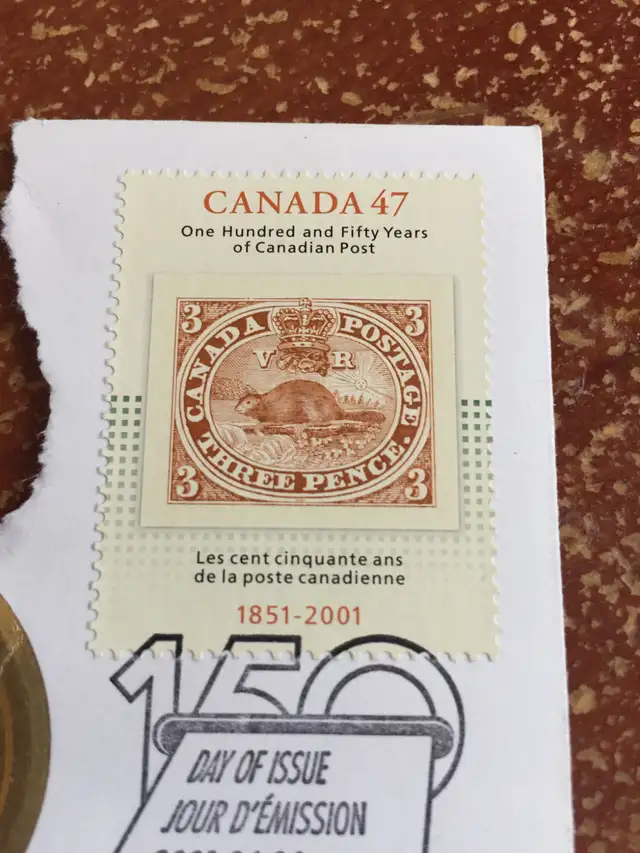 CANADA 47
One Hundred and Fifty Years
of Canadian Post
3 3
CANADA POSTAGE
V R
THREE PENCE.
3 3
Les cent cinquante ans
de la poste canadienne
1851-2001
150
DAY OF ISSUE
JOUR D'ÉMISSION